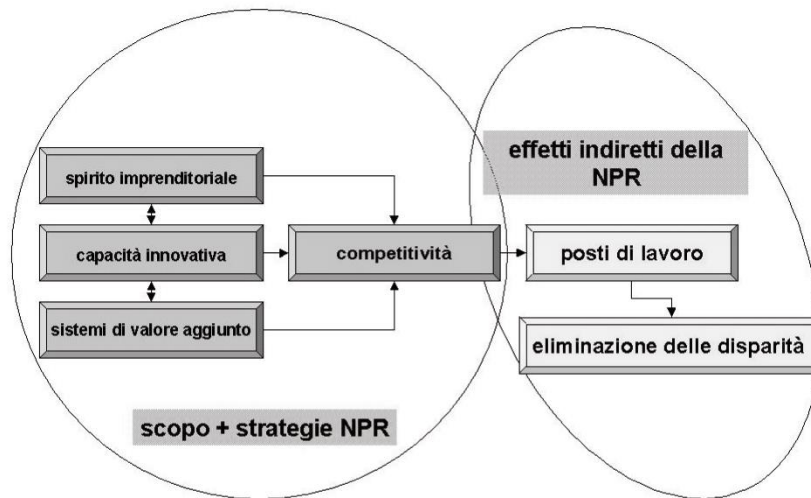 effetti indiretti della
NPR
spirito imprenditoriale
capacità innovativa
competitività
posti di lavoro
sistemi di valore aggiunto
eliminazione delle disparità
scopo + strategie NPR